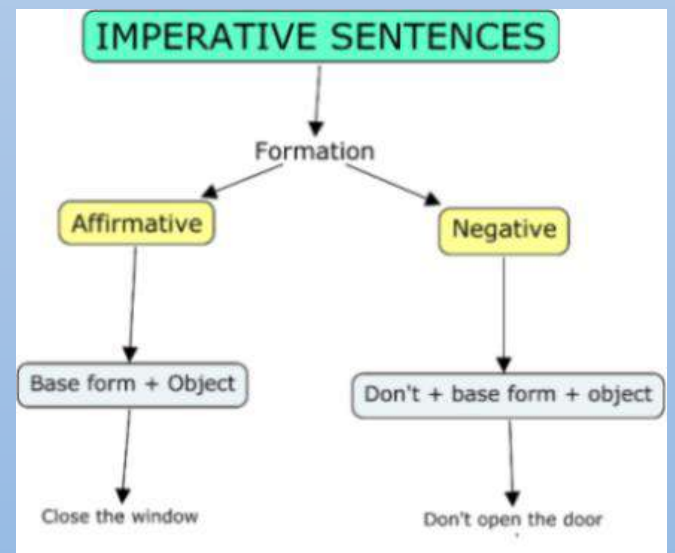 IMPERATIVE SENTENCES
Formation
Affirmative
Negative
Base form + Object
Don't + base form + object
Close the window
Don't open the door